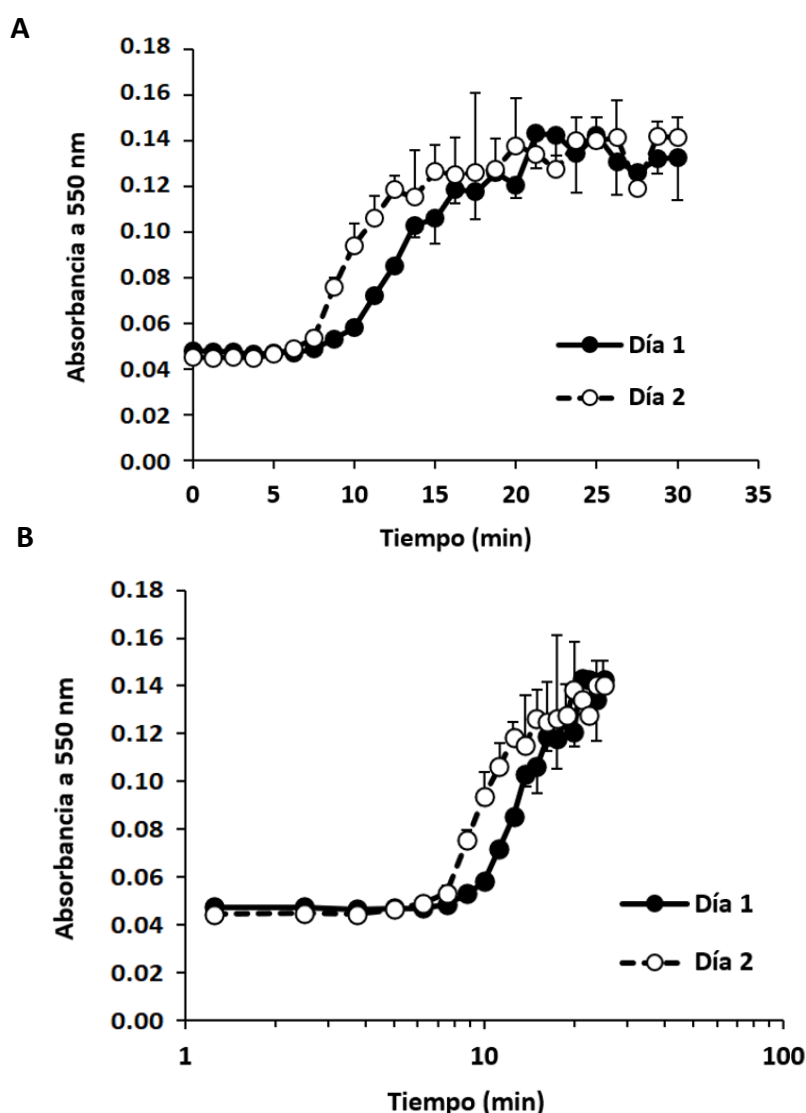 A
0.18
0.16
0.14
0.12
0.10
0.08
0.06
0.04
0.02
0.00
Absorbancia a 550 nm
Día 1
Día 2
0 5 10 15 20 25 30 35
Tiempo (min)
B
0.18
0.16
0.14
0.12
0.10
0.08
0.06
0.04
0.02
0.00
Absorbancia a 550 nm
Día 1
Día 2
1 10 100
Tiempo (min)